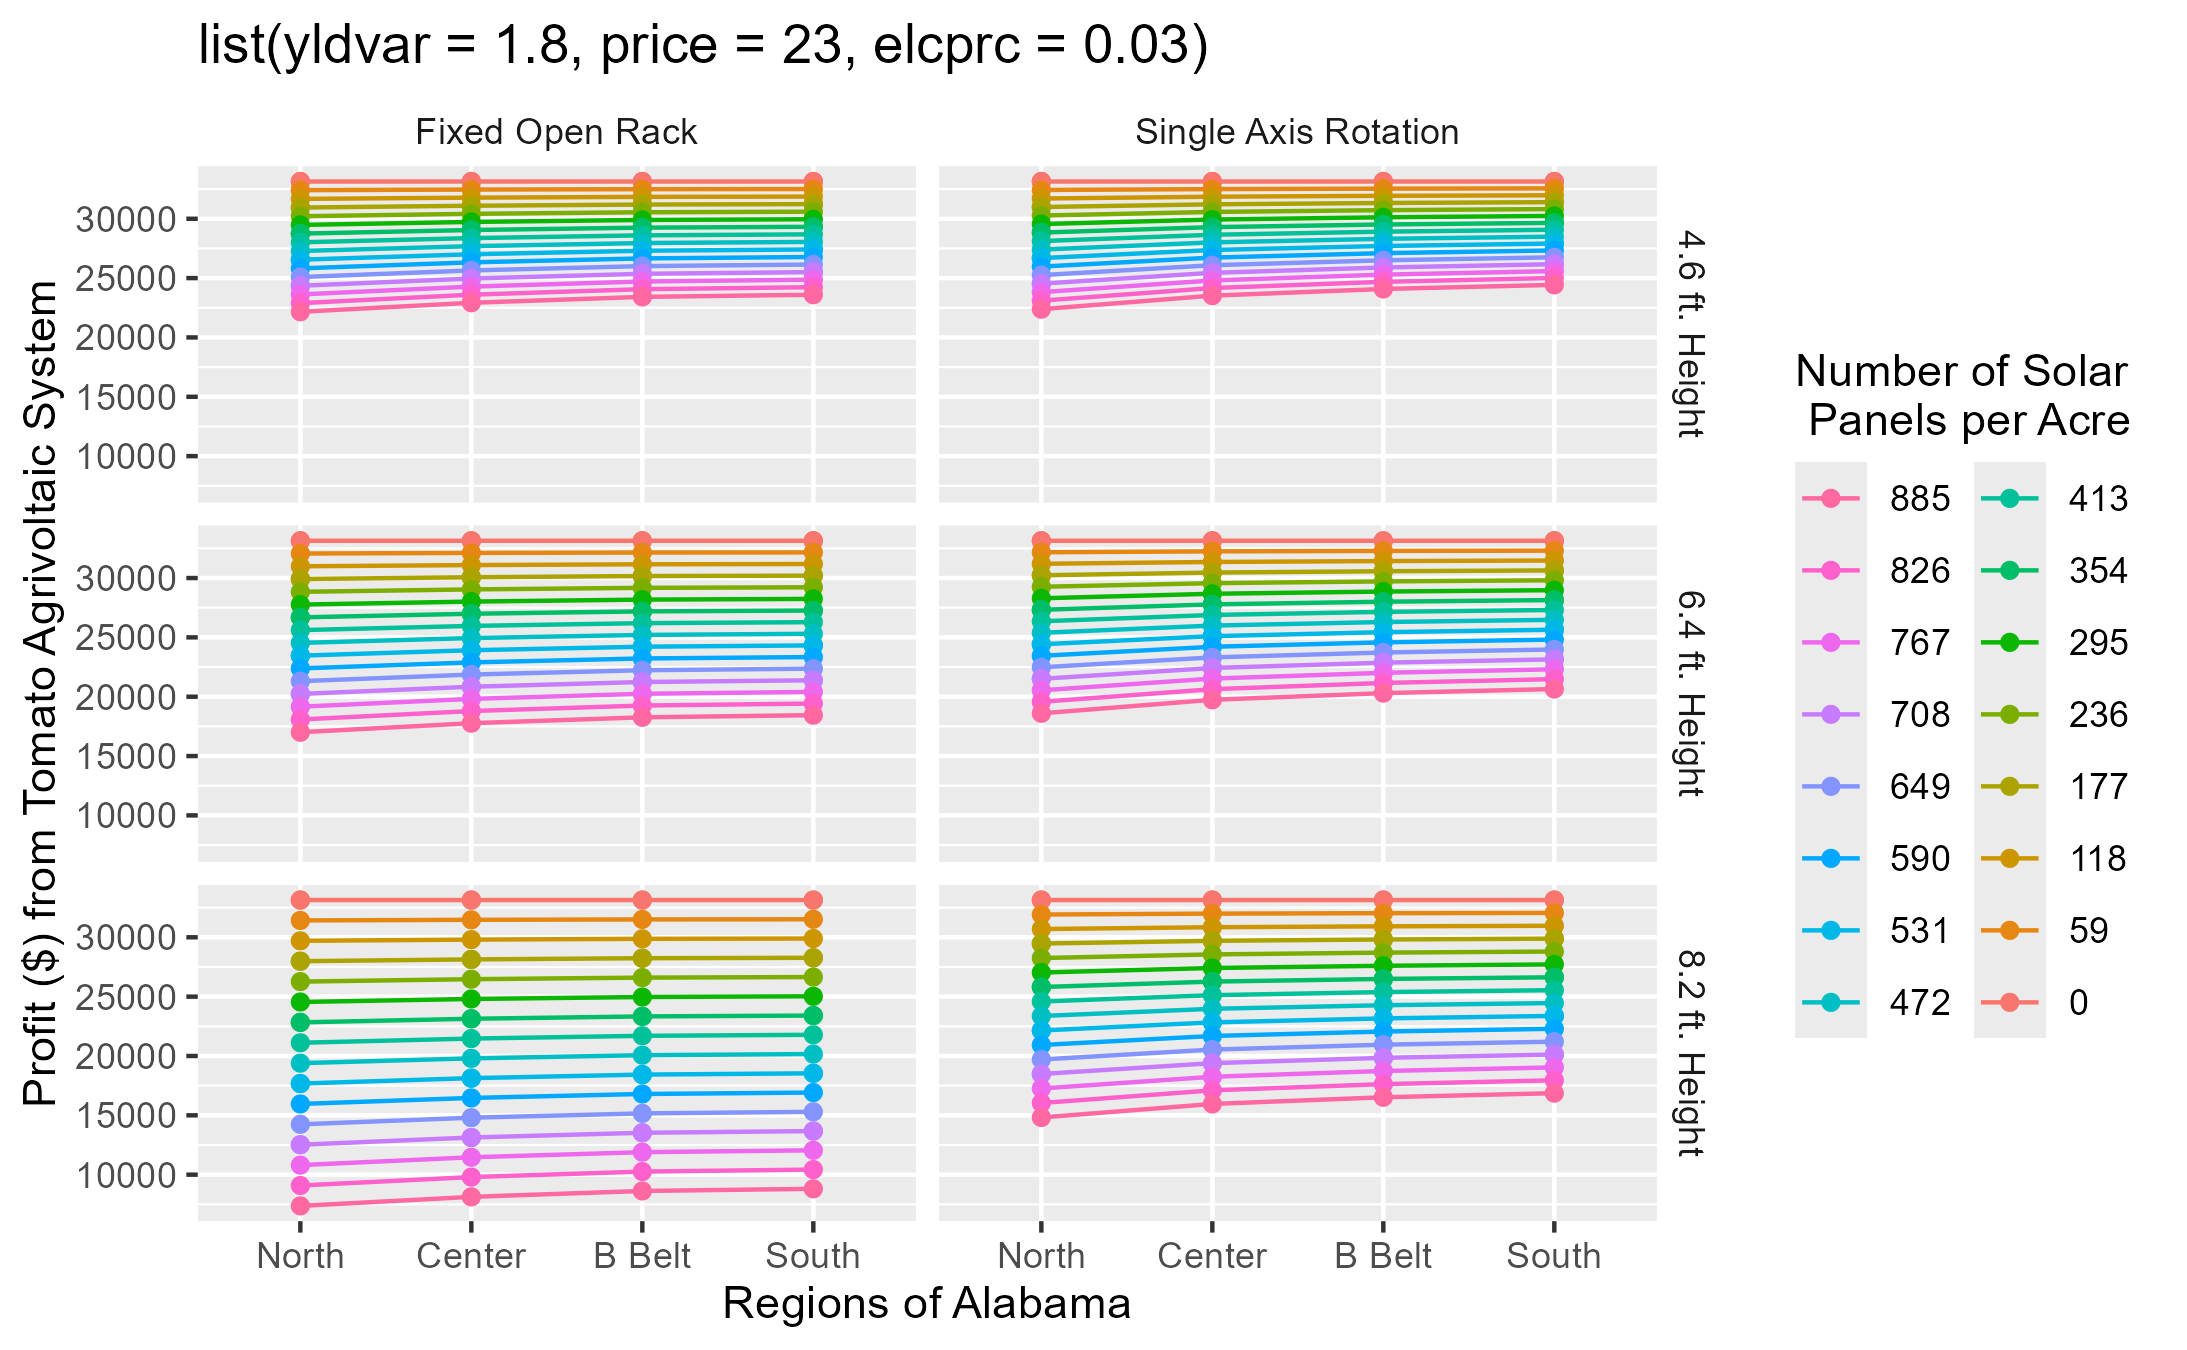 list(yldvar = 1.8, price = 23, elcprc = 0.03)
Fixed Open Rack
Single Axis Rotation
Profit ($) from Tomato Agrivoltaic System
30000
25000
20000
15000
10000
4.6 ft. Height
30000
25000
20000
15000
10000
6.4 ft. Height
30000
25000
20000
15000
10000
8.2 ft. Height
North Center B Belt South
North Center B Belt South
Regions of Alabama
Number of Solar
Panels per Acre
885 413
826 354
767 295
708 236
649 177
590 118
531 59
472 0